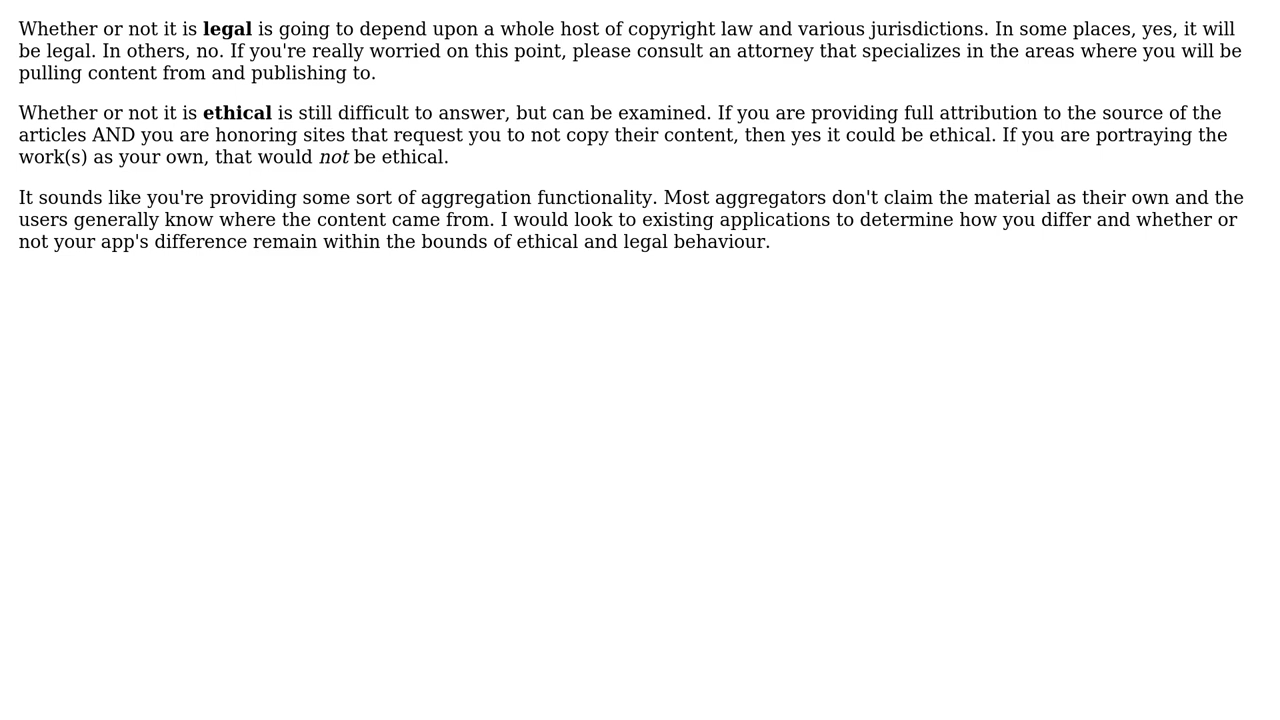 Whether or not it is legal is going to depend upon a whole host of copyright law and various jurisdictions. In some places, yes, it will
be legal. In others, no. If you're really worried on this point, please consult an attorney that specializes in the areas where you will be
pulling content from and publishing to.
Whether or not it is ethical is still difficult to answer, but can be examined. If you are providing full attribution to the source of the
articles AND you are honoring sites that request you to not copy their content, then yes it could be ethical. If you are portraying the
work(s) as your own, that would not be ethical.
It sounds like you're providing some sort of aggregation functionality. Most aggregators don't claim the material as their own and the
users generally know where the content came from. I would look to existing applications to determine how you differ and whether or
not your app's difference remain within the bounds of ethical and legal behaviour.